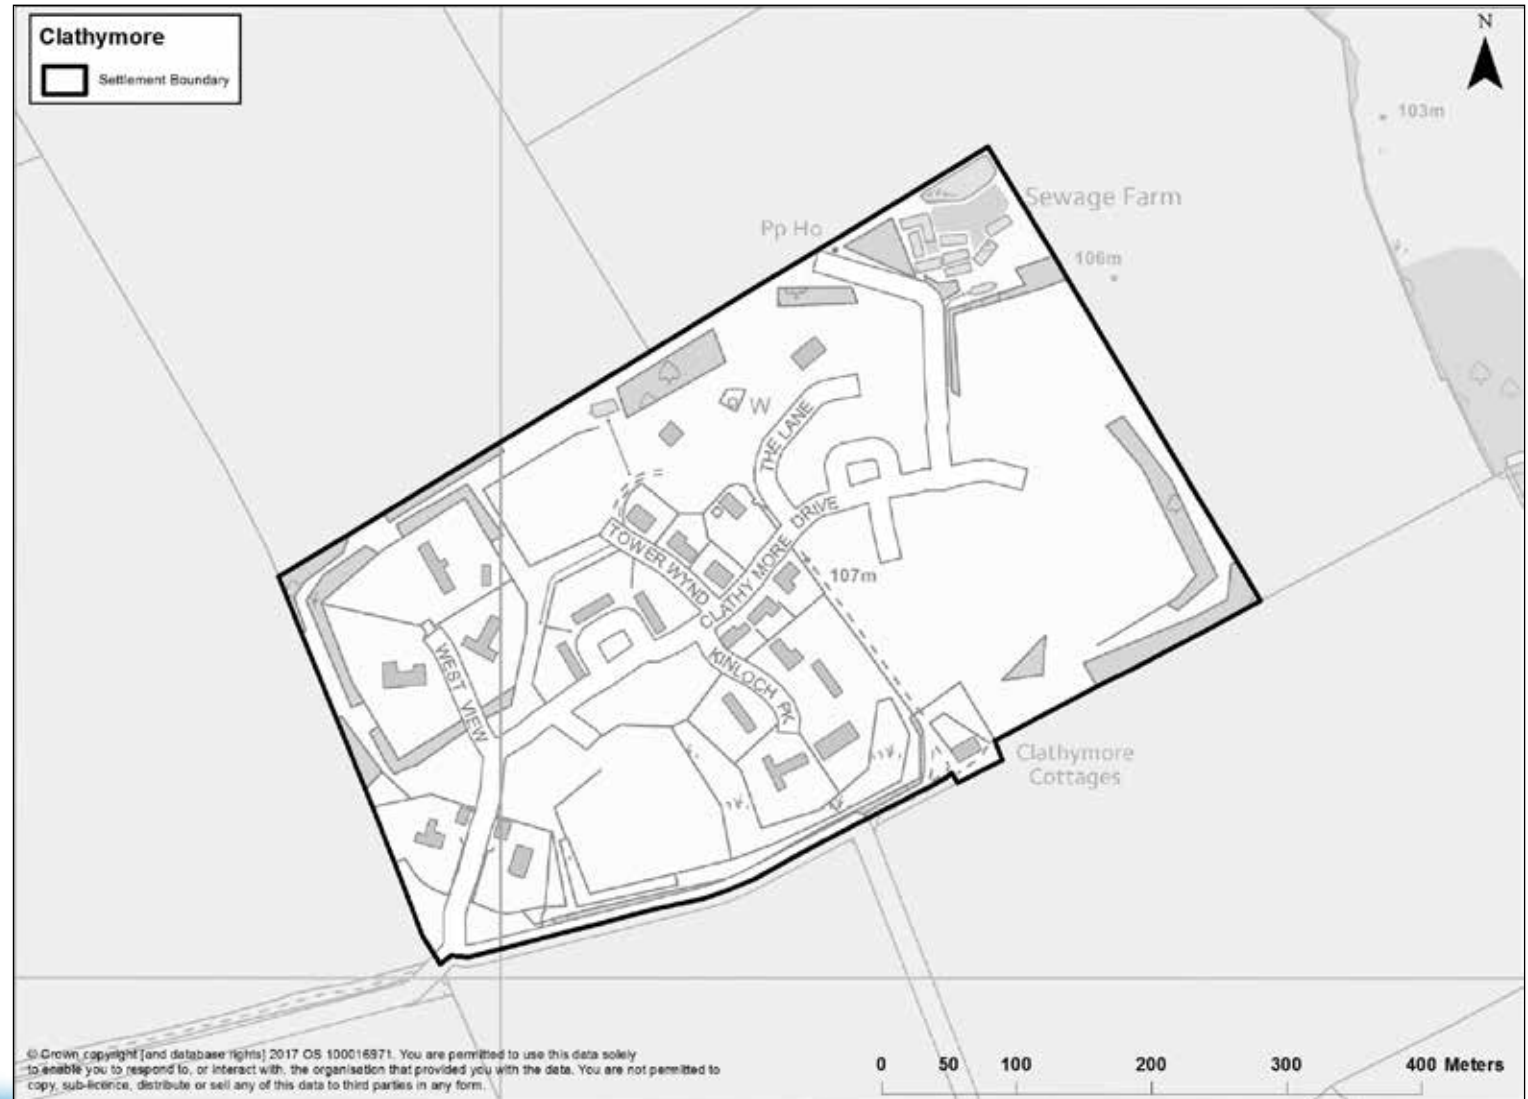 Clathymore
Settlement Boundary
N
103m
Sewage Farm
Pp Ho
106m
W
THE LANE
CLATHY MORE DRIVE
TOWER WYND
107m
KINLOCH PK
WEST VIEW
Clathymore
Cottages
© Crown copyright [and database rights] 2017 OS 100016971. You are permitted to use this data solely
to enable you to respond to, or interact with, the organisation that provided you with the data. You are not permitted to
copy, sub-licence, distribute or sell any of this data to third parties in any form.
0 50 100 200 300 400 Meters